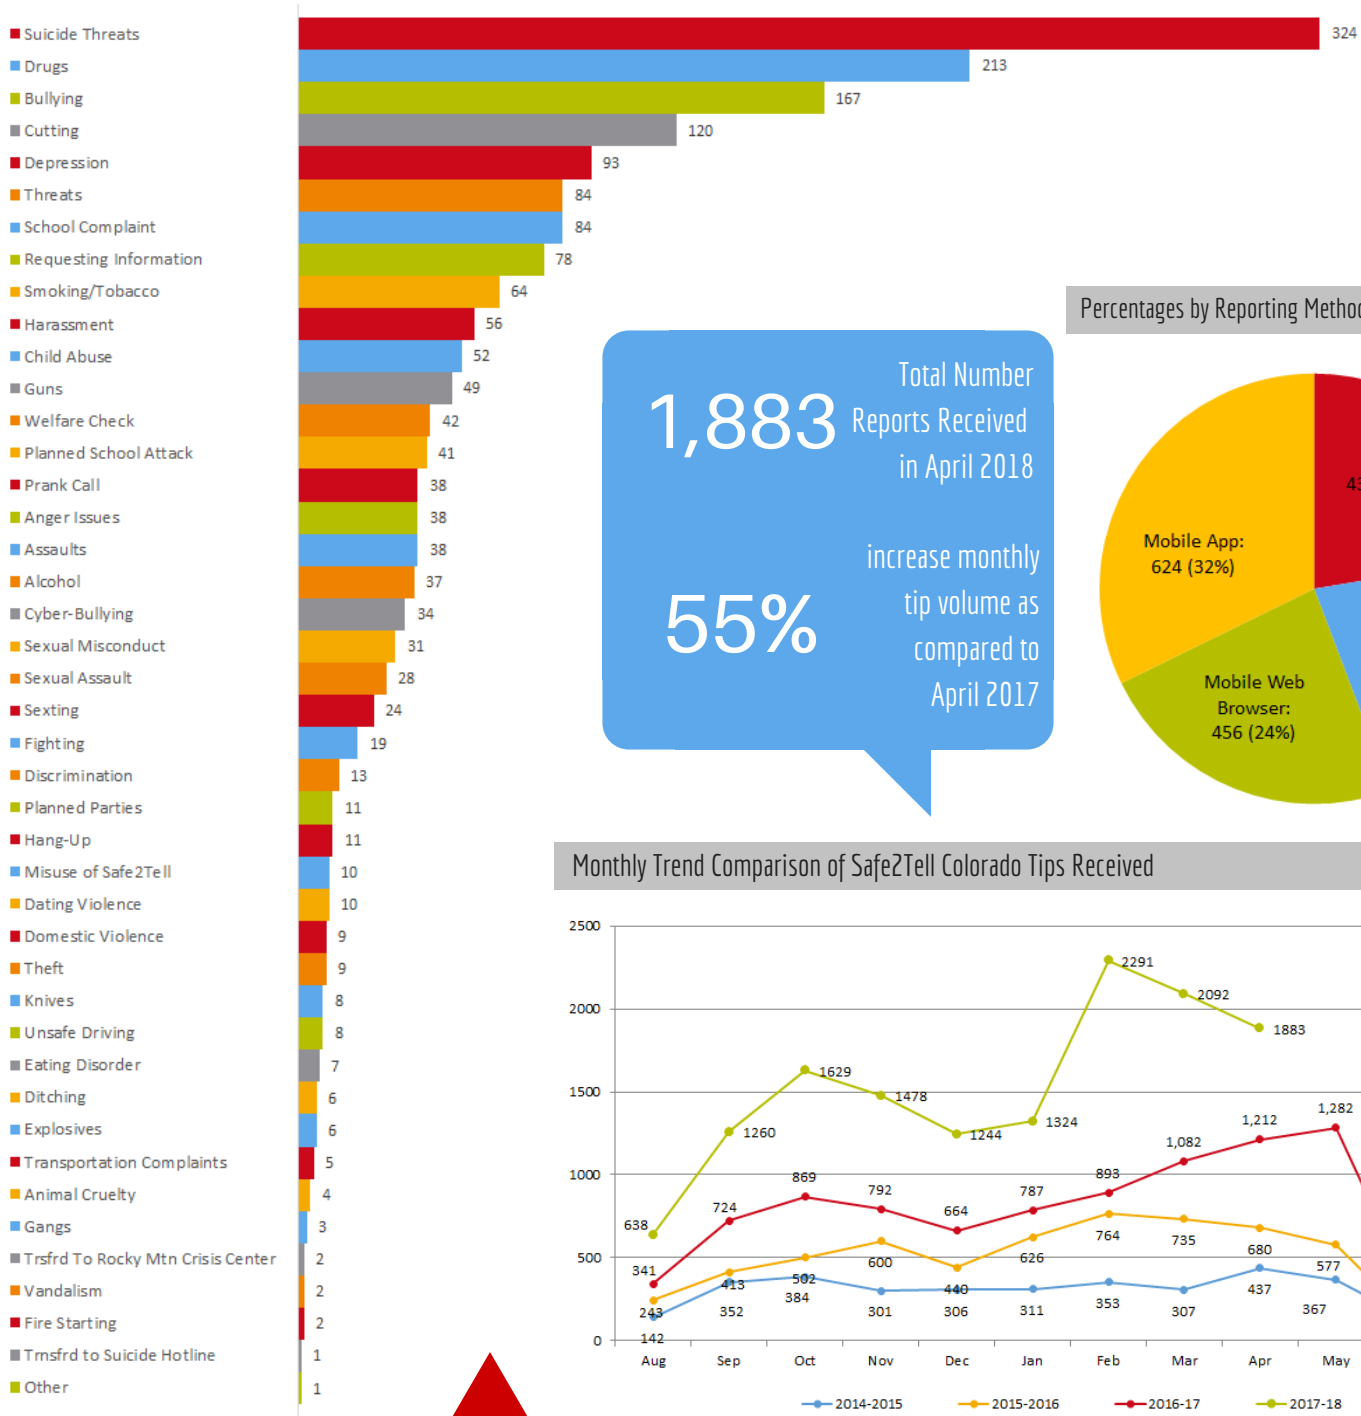 Suicide Threats 324
Drugs 213
Bullying 167
Cutting 120
Depression 93
Threats 84
School Complaint 84
Requesting Information 78
Smoking/Tobacco 64
Harassment 56
Child Abuse 52
Guns 49
Welfare Check 42
Planned School Attack 41
Prank Call 38
Anger Issues 38
Assaults 38
Alcohol 37
Cyber-Bullying 34
Sexual Misconduct 31
Sexual Assault 28
Sexting 24
Fighting 19
Discrimination 13
Planned Parties 11
Hang-Up 11
Misuse of Safe2Tell 10
Dating Violence 10
Domestic Violence 9
Theft 9
Knives 8
Unsafe Driving 8
Eating Disorder 7
Ditching 6
Explosives 6
Transportation Complaints 5
Animal Cruelty 4
Gangs 3
Trsfrd To Rocky Mtn Crisis Center 2
Vandalism 2
Fire Starting 2
Trnsfrd to Suicide Hotline 1
Other 1
1,883
Total Number
Reports Received
in April 2018
55%
increase monthly
tip volume as
compared to
April 2017
Percentages by Reporting Method
43
Mobile App:
624 (32%)
Mobile Web
Browser:
456 (24%)
Monthly Trend Comparison of Safe2Tell Colorado Tips Received
2500
2000
1500
1000
500
0
638 1260 1629 1478 1244 1324 2291 2092 1883
341 724 869 792 664 787 893 1,082 1,212 1,282
243 413 502 600 440 626 764 735 680 577
142 352 384 301 306 311 353 307 437 367
Aug Sep Oct Nov Dec Jan Feb Mar Apr May
2014-2015 2015-2016 2016-17 2017-18